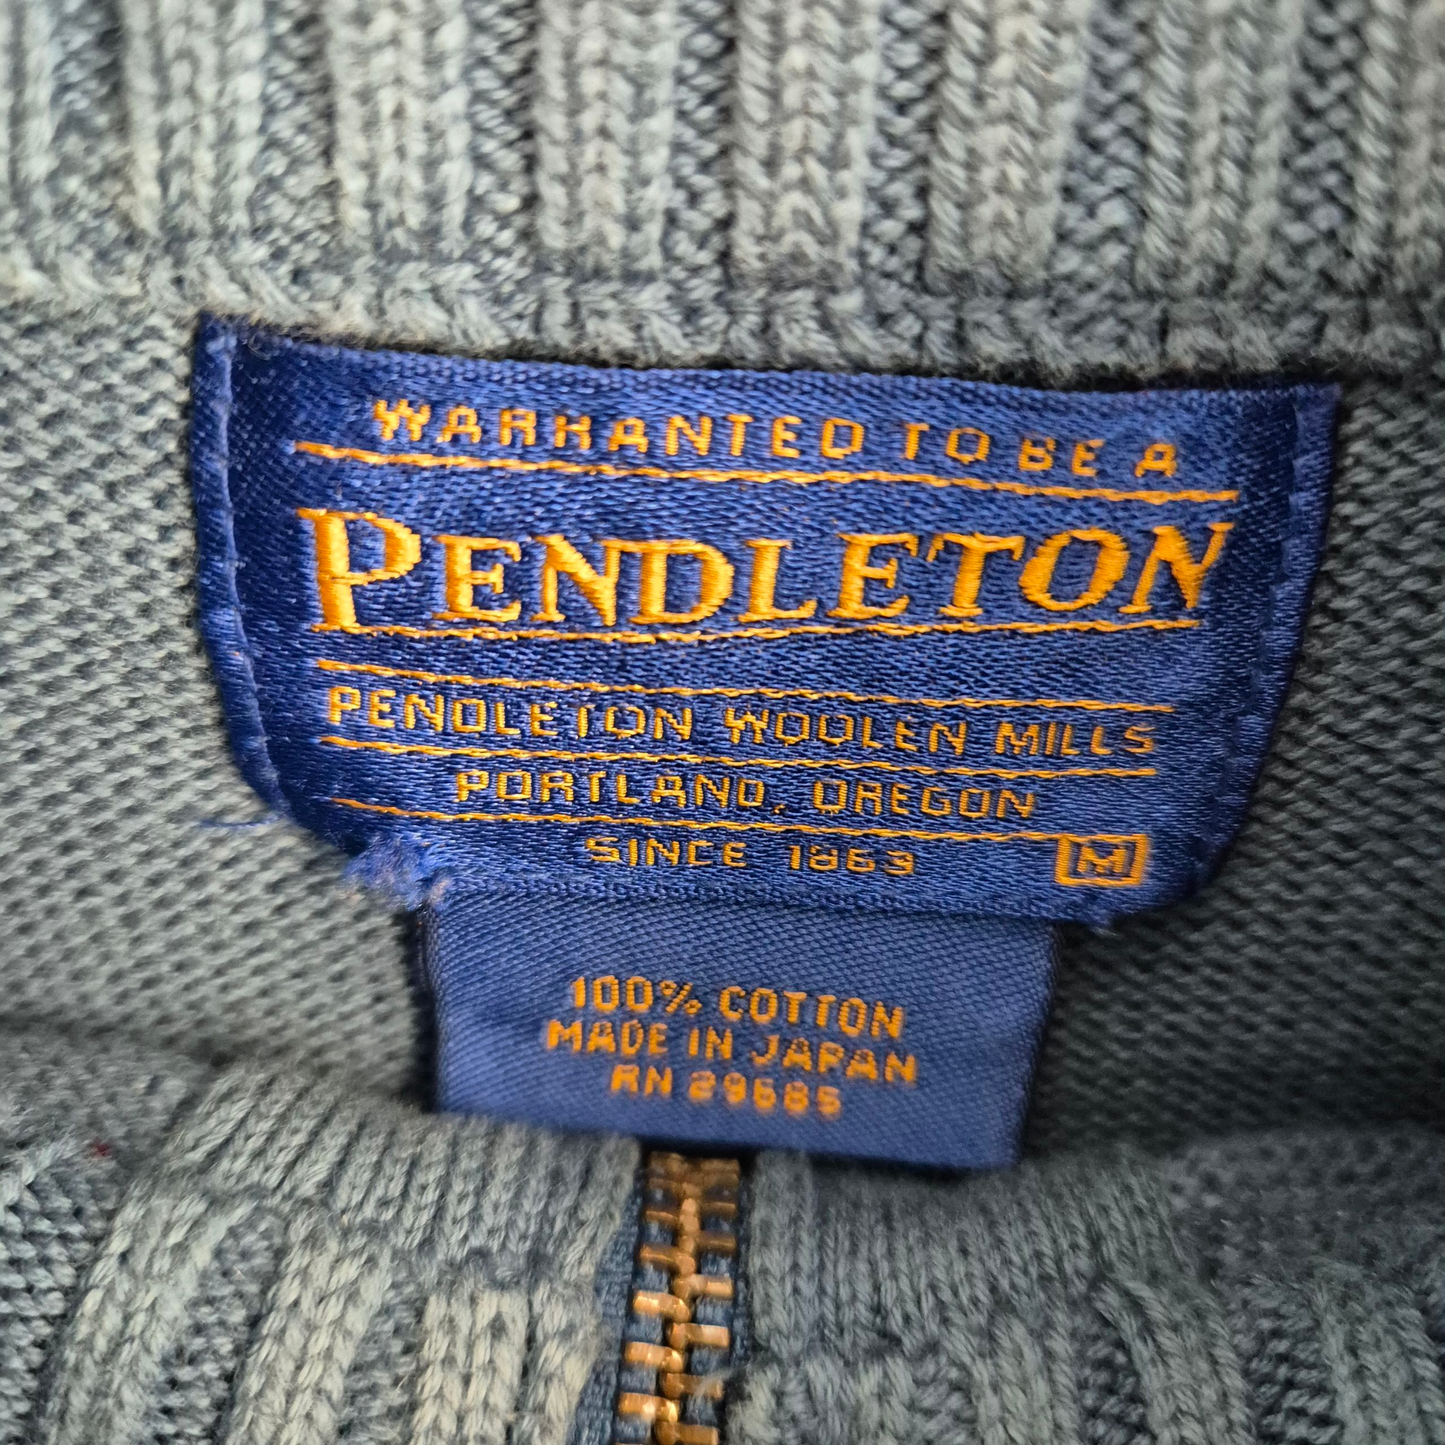 WARRANTED TO BE A
PENDLETON
PENDLETON WOOLEN MILLS
PORTLAND, OREGON
SINCE 1863
M
100% COTTON
MADE IN JAPAN
RN 29685